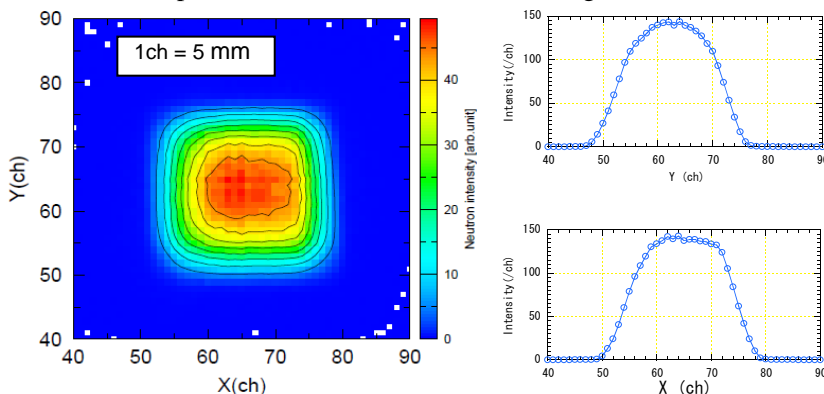 1ch = 5 mm
90
80
70
60
50
40
Y(ch)
40 50 60 70 80 90
X(ch)
40
30
20
10
0
Neutron intensity [arb.unit]
150
100
50
0
Intensity(/ch)
40 50 60 70 80 90
Y (ch)
150
100
50
0
Intensity(/ch)
40 50 60 70 80 90
X (ch)